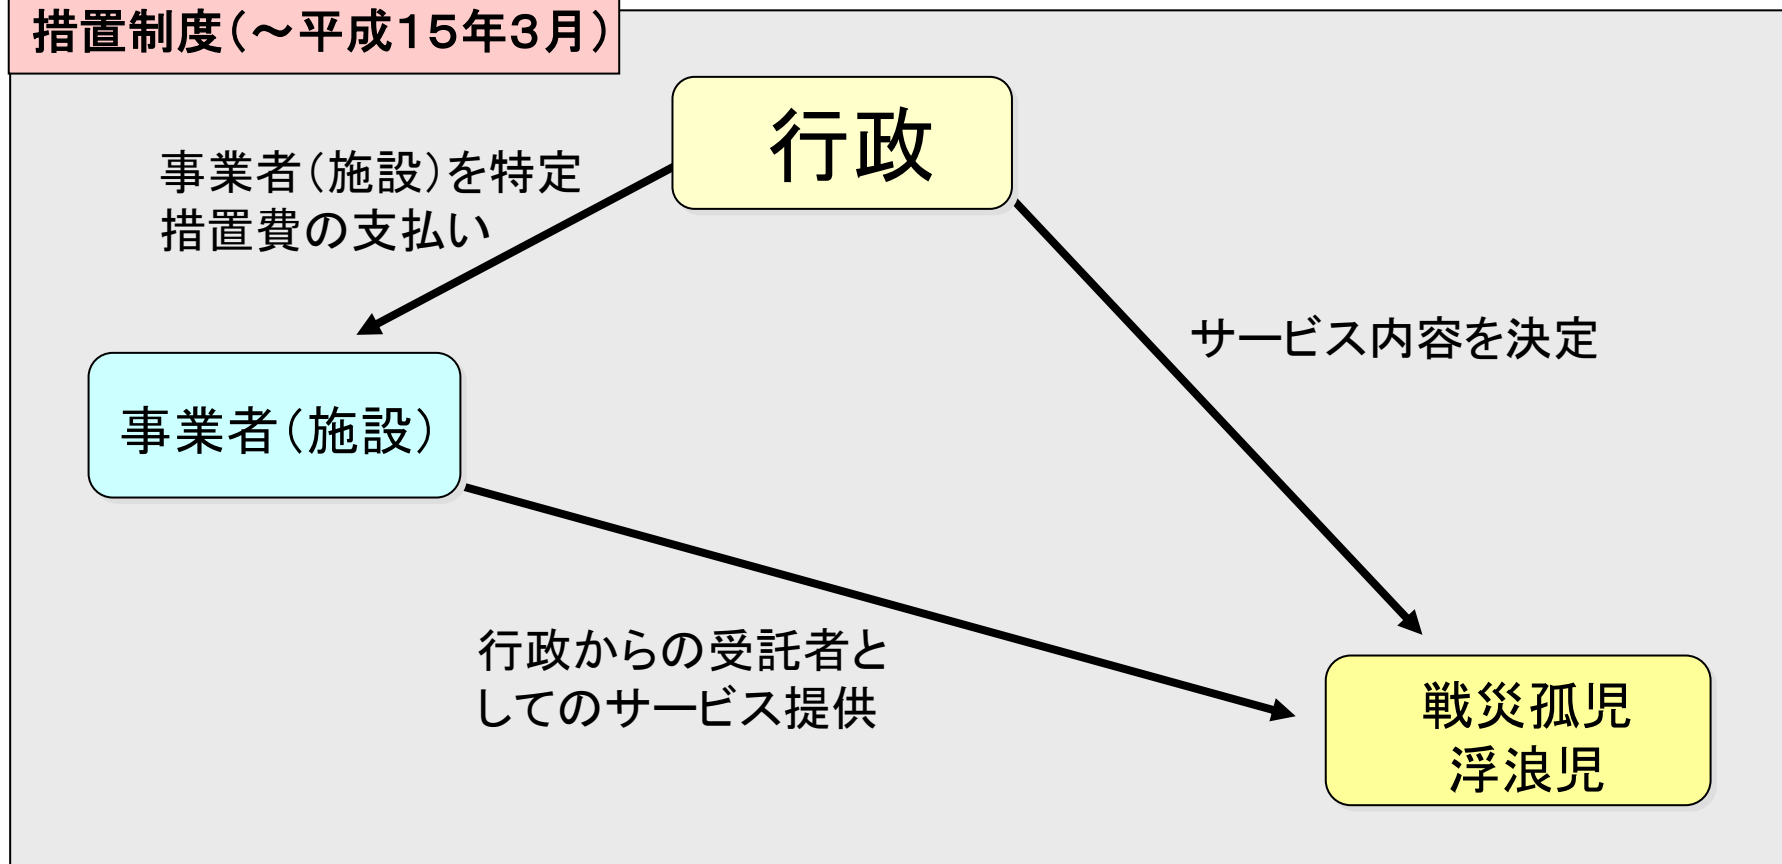 措置制度(～平成15年3月)
行政
事業者(施設)を特定
措置費の支払い
サービス内容を決定
事業者(施設)
行政からの受託者と
してのサービス提供
戦災孤児
浮浪児